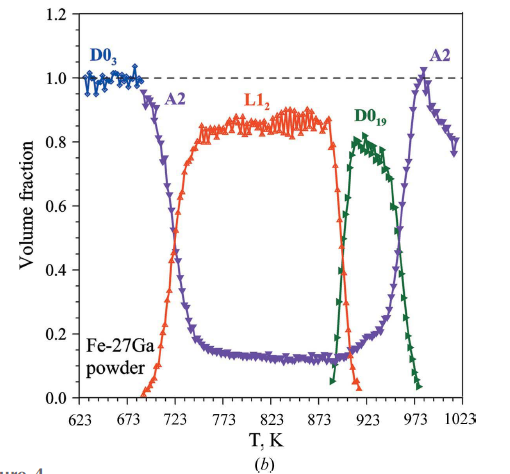 1.2
D0₃
A2
1.0
A2
L1₂
D0₁₉
0.8
Volume fraction
0.6
0.4
0.2
Fe-27Ga
powder
0.0
623 673 723 773 823 873 923 973 1023
T, K
(b)